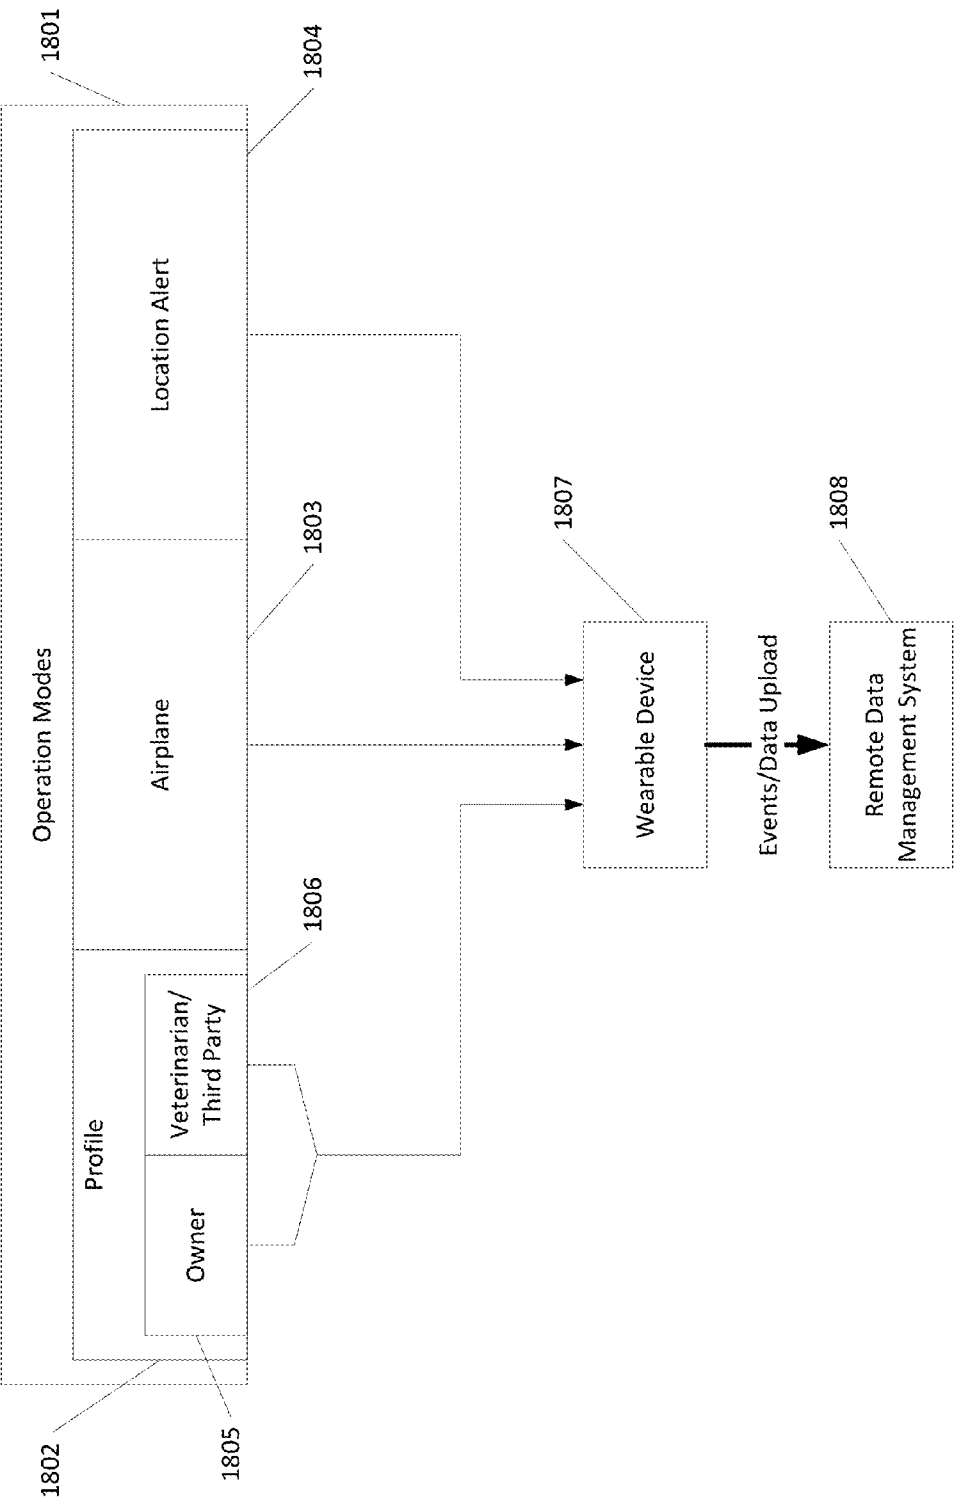 1801
Operation Modes
1802
Profile
1805
Owner
Veterinarian/
Third Party
1806
Airplane
1803
Location Alert
1804
Wearable Device
1807
Events/Data Upload
Remote Data
Management System
1808